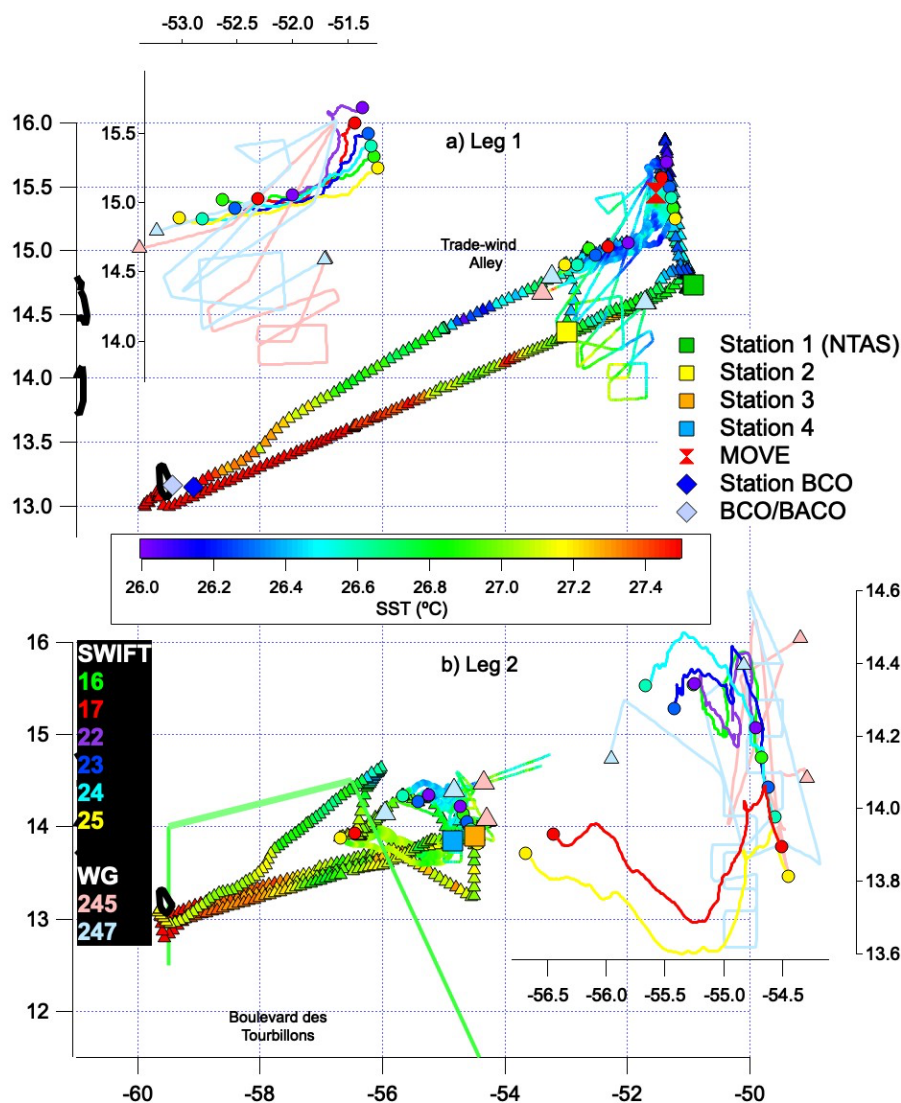 -53.0 -52.5 -52.0 -51.5
16.0
15.5
15.0
14.5
14.0
13.5
13.0
15.5
15.0
14.5
14.0
a) Leg 1
Trade-wind
Alley
Station 1 (NTAS)
Station 2
Station 3
Station 4
MOVE
Station BCO
BCO/BACO
26.0 26.2 26.4 26.6 26.8 27.0 27.2 27.4
SST (ºC)
b) Leg 2
16
15
14
13
12
SWIFT
16
17
22
23
24
25
WG
245
247
Boulevard des
Tourbillons
14.6
14.4
14.2
14.0
13.8
13.6
-56.5 -56.0 -55.5 -55.0 -54.5
-60 -58 -56 -54 -52 -50